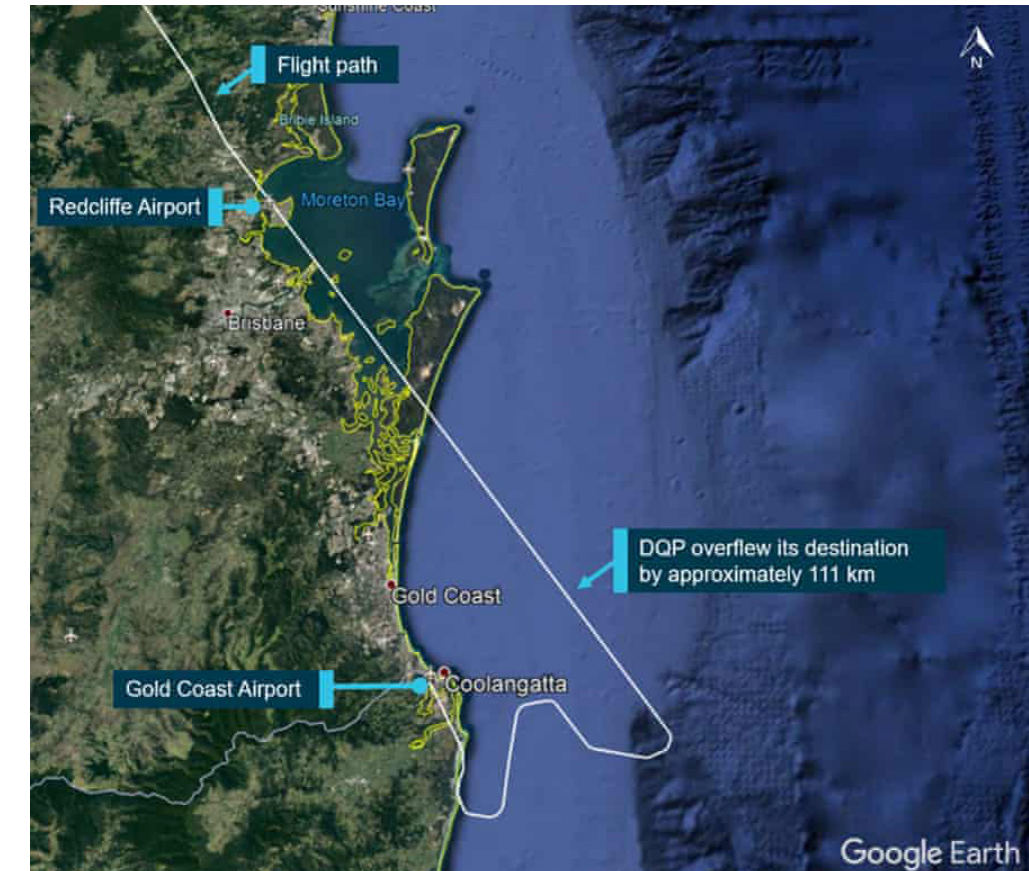 Sunshine Coast
N
Flight path
Bribie Island
Redcliffe Airport
Moreton Bay
Brisbane
DQP overflew its destination
by approximately 111 km
Gold Coast
Gold Coast Airport
Coolangatta
Google Earth